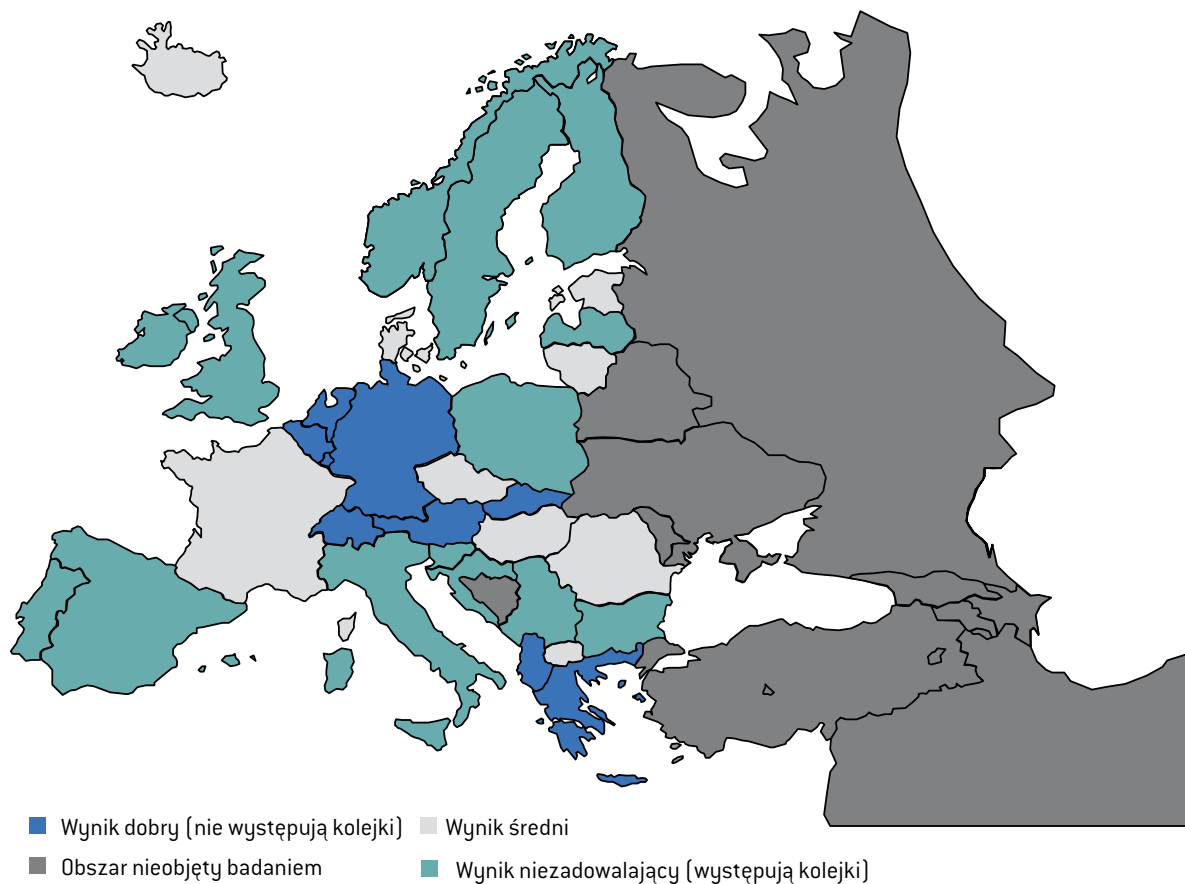 Wynik dobry (nie występują kolejki)
Wynik średni
Obszar nieobjęty badaniem
Wynik niezadowalający (występują kolejki)